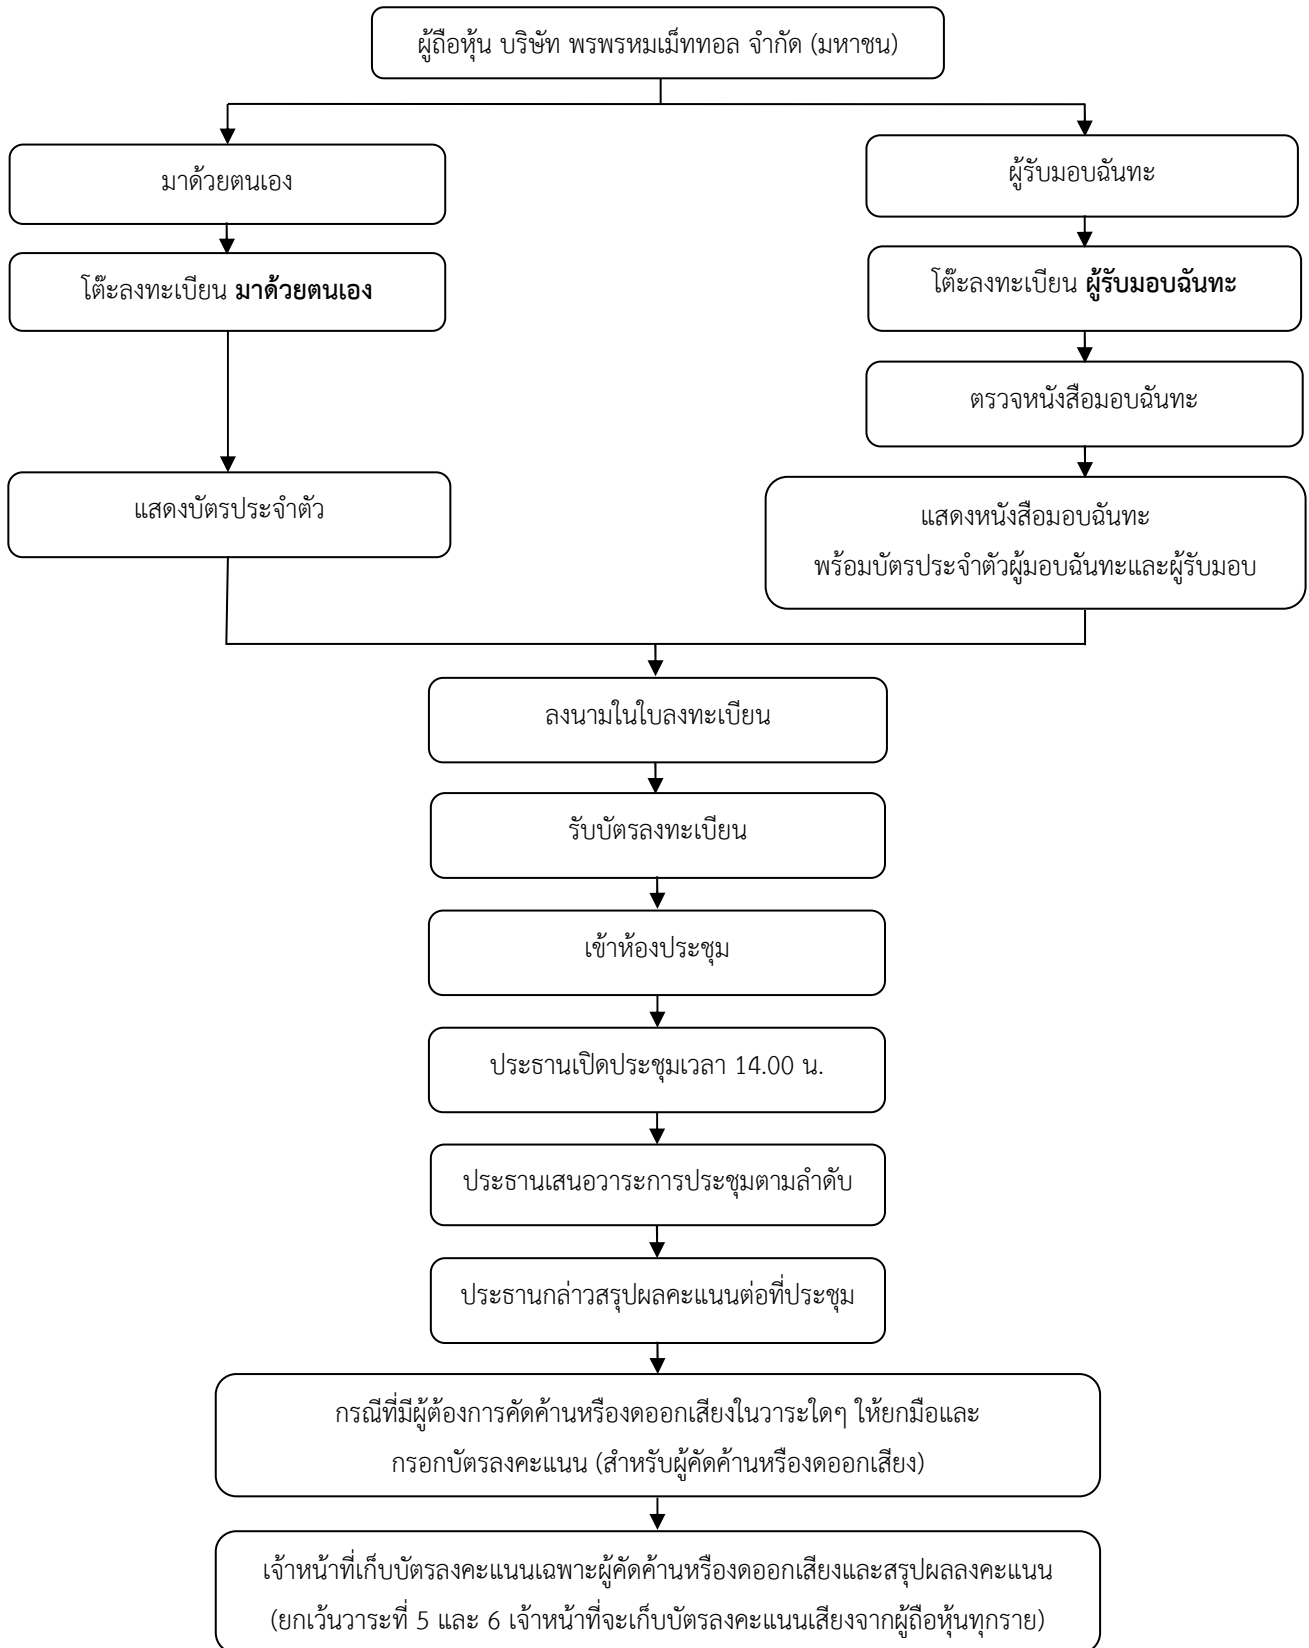 ผู้ถือหุ้น บริษัท พรพรหมเม็ททอล จำกัด (มหาชน)
มาด้วยตนเอง
โต๊ะลงทะเบียน มาด้วยตนเอง
แสดงบัตรประจำตัว
ผู้รับมอบฉันทะ
โต๊ะลงทะเบียน ผู้รับมอบฉันทะ
ตรวจหนังสือมอบฉันทะ
แสดงหนังสือมอบฉันทะ
พร้อมบัตรประจำตัวผู้มอบฉันทะและผู้รับมอบ
ลงนามในใบลงทะเบียน
รับบัตรลงทะเบียน
เข้าห้องประชุม
ประธานเปิดประชุมเวลา 14.00 น.
ประธานเสนอวาระการประชุมตามลำดับ
ประธานกล่าวสรุปผลคะแนนต่อที่ประชุม
กรณีที่มีผู้ต้องการคัดค้านหรืองดออกเสียงในวาระใดๆ ให้ยกมือและ
กรอกบัตรลงคะแนน (สำหรับผู้คัดค้านหรืองดออกเสียง)
เจ้าหน้าที่เก็บบัตรลงคะแนนเฉพาะผู้คัดค้านหรืองดออกเสียงและสรุปผลลงคะแนน
(ยกเว้นวาระที่ 5 และ 6 เจ้าหน้าที่จะเก็บบัตรลงคะแนนเสียงจากผู้ถือหุ้นทุกราย)